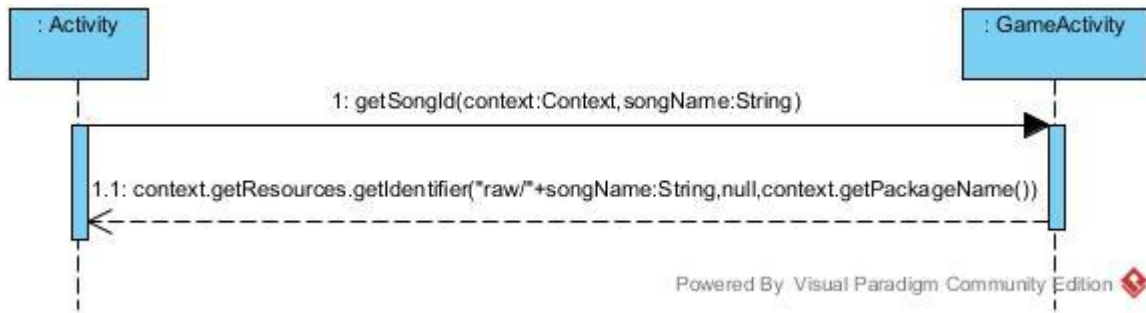 : Activity
: GameActivity
1: getSongId(context:Context,songName:String)
1.1: context.getResources.getIdentifier("raw/"+songName:String,null,context.getPackageName())
Powered By Visual Paradigm Community Edition